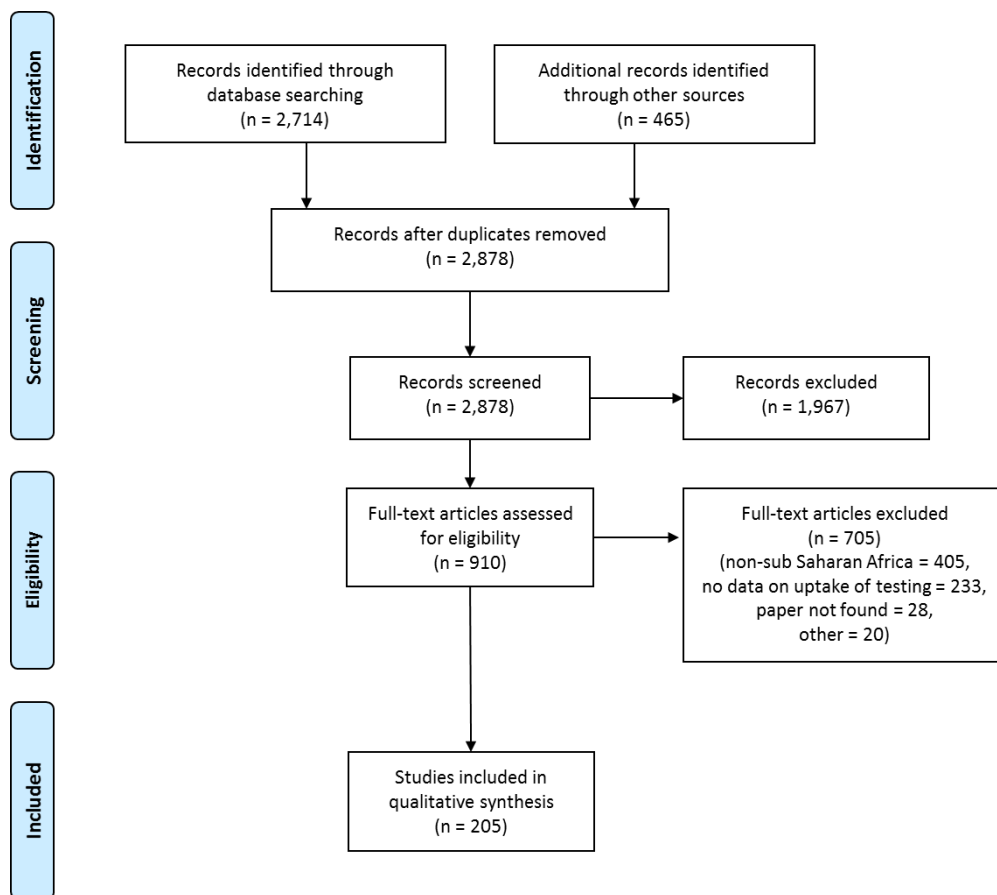 Identification
Records identified through
database searching
(n = 2,714)
Additional records identified
through other sources
(n = 465)
Records after duplicates removed
(n = 2,878)
Screening
Records screened
(n = 2,878)
Records excluded
(n = 1,967)
Eligibility
Full-text articles assessed
for eligibility
(n = 910)
Full-text articles excluded
(n = 705)
(non-sub Saharan Africa = 405,
no data on uptake of testing = 233,
paper not found = 28,
other = 20)
Included
Studies included in
qualitative synthesis
(n = 205)